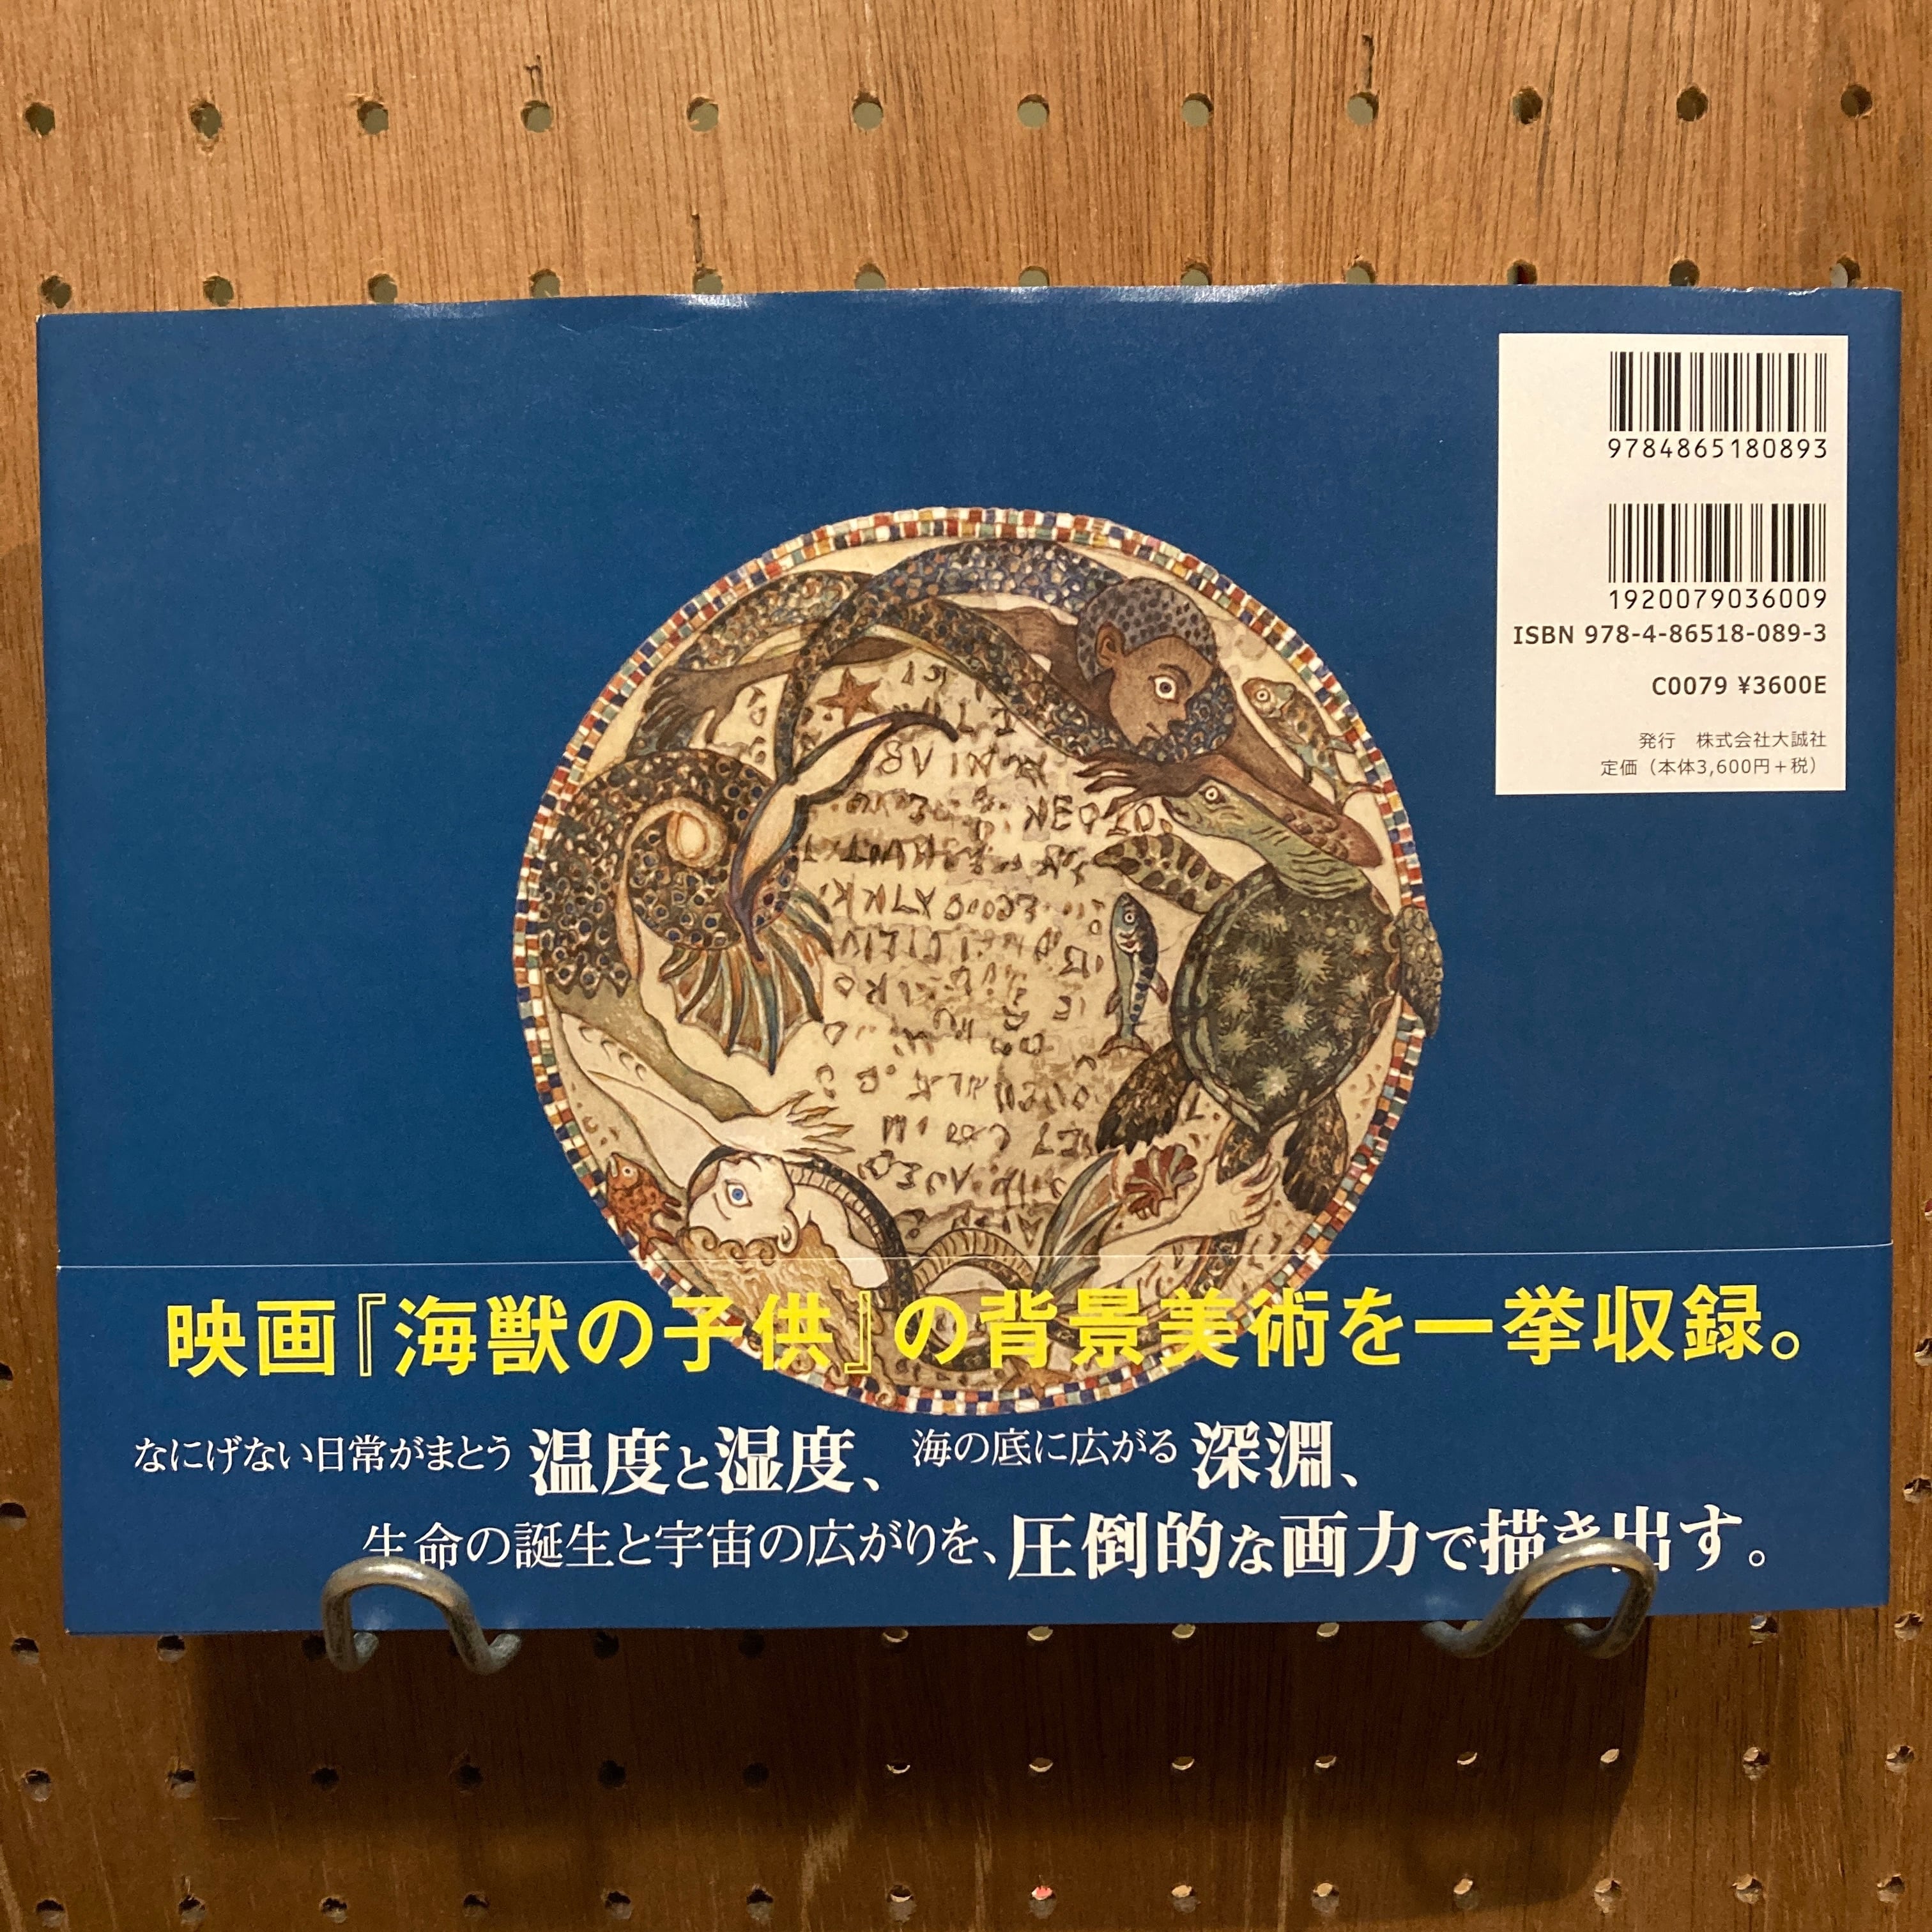 9784865180893
1920079036009
ISBN 978-4-86518-089-3
C0079 ¥3600E
発行　株式会社大誠社
定価（本体3,600円+税）
映画『海獣の子供』の背景美術を一挙収録。
なにげない日常がまとう温度と湿度、海の底に広がる深淵、
生命の誕生と宇宙の広がりを、圧倒的な画力で描き出す。